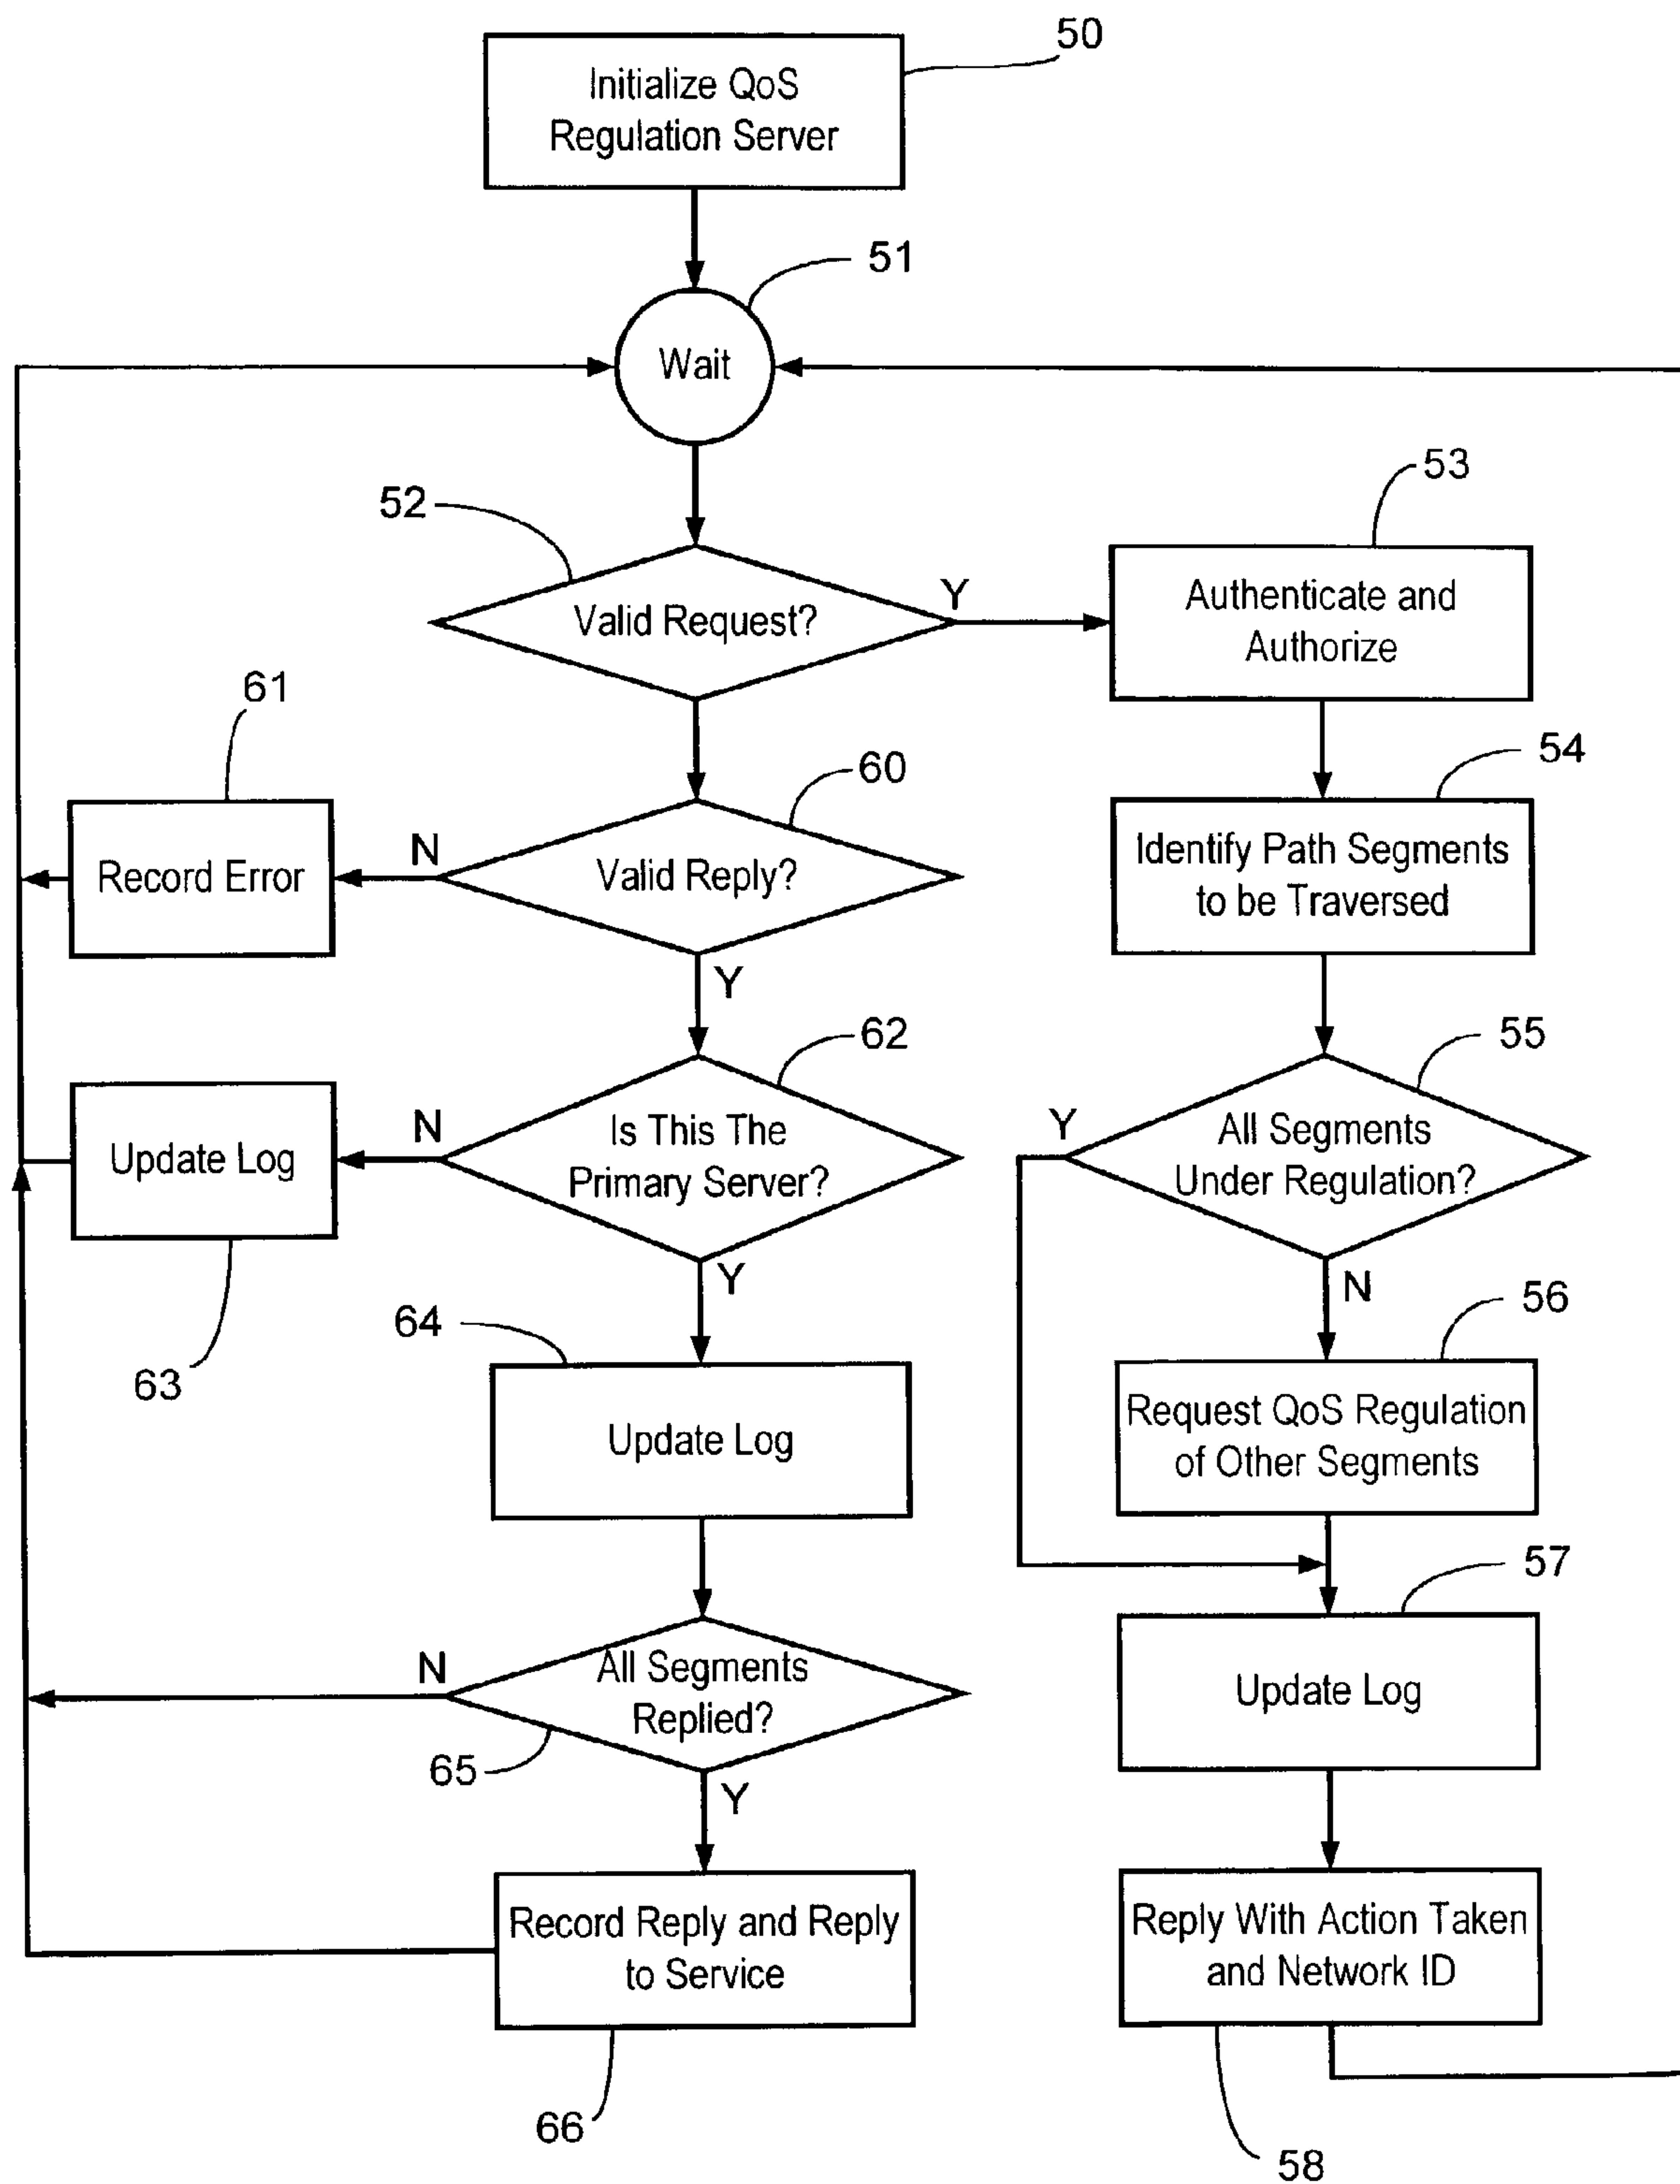 50
Initialize QoS
Regulation Server
51
Wait
53
52
Y
Valid Request?
Authenticate and
Authorize
61
54
60
N
Record Error
Valid Reply?
Identify Path Segments
to be Traversed
Y
62
55
N
Update Log
Is This The
Primary Server?
Y
All Segments
Under Regulation?
Y
N
63
64
56
Update Log
Request QoS Regulation
of Other Segments
57
N
All Segments
Replied?
65
Update Log
Y
Record Reply and Reply
to Service
Reply With Action Taken
and Network ID
66
58